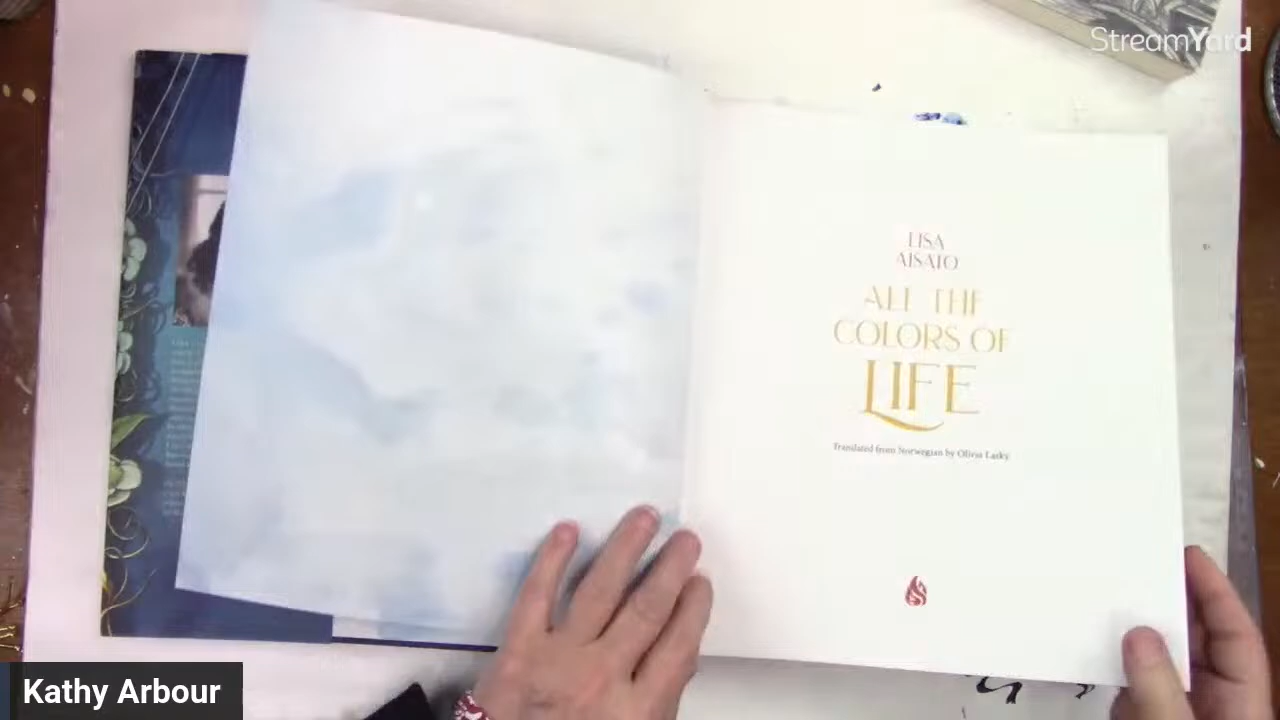 StreamYard
LISA
AISATO
ALL THE
COLORS OF
LIFE
Translated from Norwegian by Olivia Lasky
Kathy Arbour